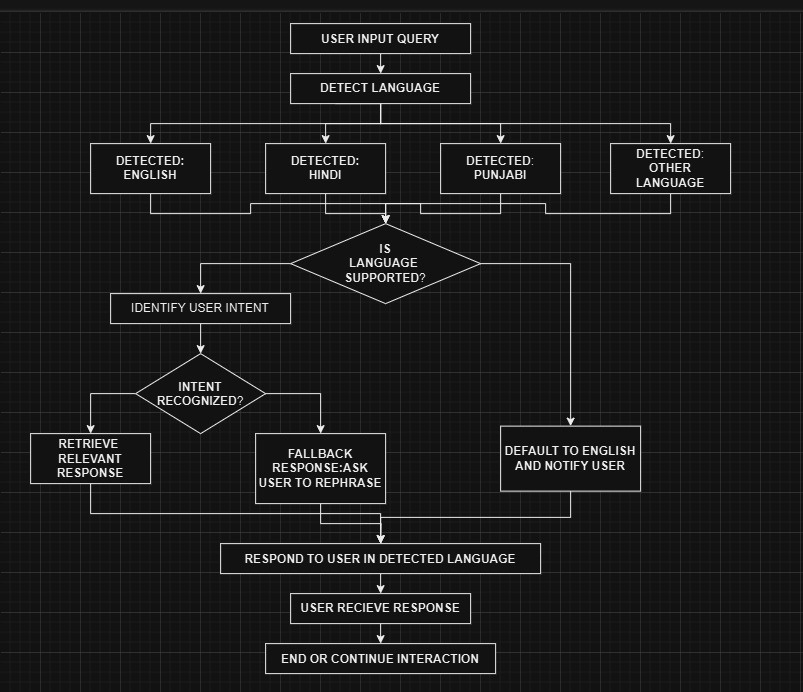 USER INPUT QUERY
DETECT LANGUAGE
DETECTED:
ENGLISH
DETECTED:
HINDI
DETECTED:
PUNJABI
DETECTED:
OTHER
LANGUAGE
IS
LANGUAGE
SUPPORTED?
IDENTIFY USER INTENT
INTENT
RECOGNIZED?
RETRIEVE
RELEVANT
RESPONSE
FALLBACK
RESPONSE:ASK
USER TO REPHRASE
DEFAULT TO ENGLISH
AND NOTIFY USER
RESPOND TO USER IN DETECTED LANGUAGE
USER RECIEVE RESPONSE
END OR CONTINUE INTERACTION